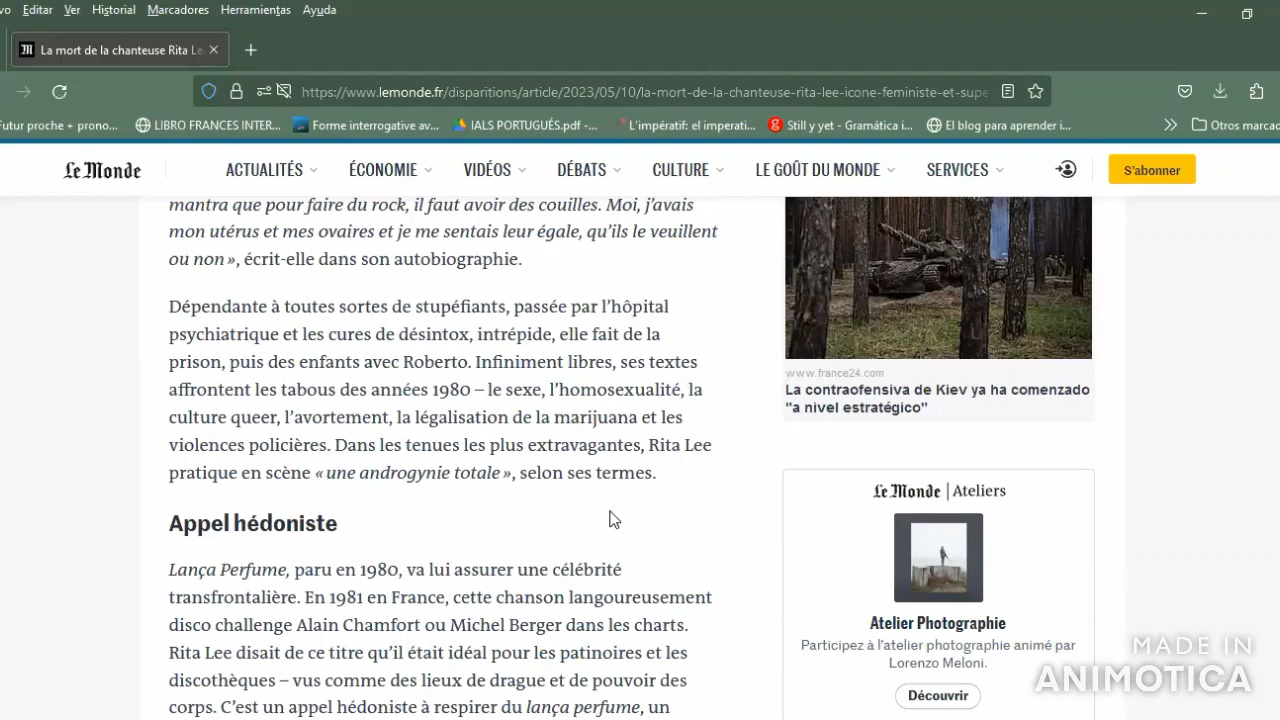 vo Editar Ver Historial Marcadores Herramientas Ayuda
La mort de la chanteuse Rita Le
https://www.lemonde.fr/disparitions/article/2023/05/10/la-mort-de-la-chanteuse-rita-lee-icone-feministe-et-supe
Futur proche + prono... LIBRO FRANCES INTER... Forme interrogative av... IALS PORTUGUÊS.pdf -... L'impératif: el imperati... Still y yet - Gramática i... El blog para aprender i... Otros marcad
Le Monde ACTUALITÉS ÉCONOMIE VIDÉOS DÉBATS CULTURE LE GOÛT DU MONDE SERVICES S'abonner
mantra que pour faire du rock, il faut avoir des couilles. Moi, j'avais
mon utérus et mes ovaires et je me sentais leur égale, qu'ils le veuillent
ou non », écrit-elle dans son autobiographie.
Dépendante à toutes sortes de stupéfiants, passée par l'hôpital
psychiatrique et les cures de désintox, intrépide, elle fait de la
prison, puis des enfants avec Roberto. Infiniment libres, ses textes
affrontent les tabous des années 1980 – le sexe, l'homosexualité, la
culture queer, l'avortement, la légalisation de la marijuana et les
violences policières. Dans les tenues les plus extravagantes, Rita Lee
pratique en scène « une androgynie totale », selon ses termes.
Appel hédoniste
Lança Perfume, paru en 1980, va lui assurer une célébrité
transfrontalière. En 1981 en France, cette chanson langoureusement
disco challenge Alain Chamfort ou Michel Berger dans les charts.
Rita Lee disait de ce titre qu'il était idéal pour les patinoires et les
discothèques – vus comme des lieux de drague et de pouvoir des
corps. C'est un appel hédoniste à respirer du lança perfume, un
www.france24.com
La contraofensiva de Kiev ya ha comenzado
"a nivel estratégico"
Le Monde | Ateliers
Atelier Photographie
Participez à l'atelier photographie animé par
Lorenzo Meloni.
Découvrir
MADE IN
ANIMOTICA